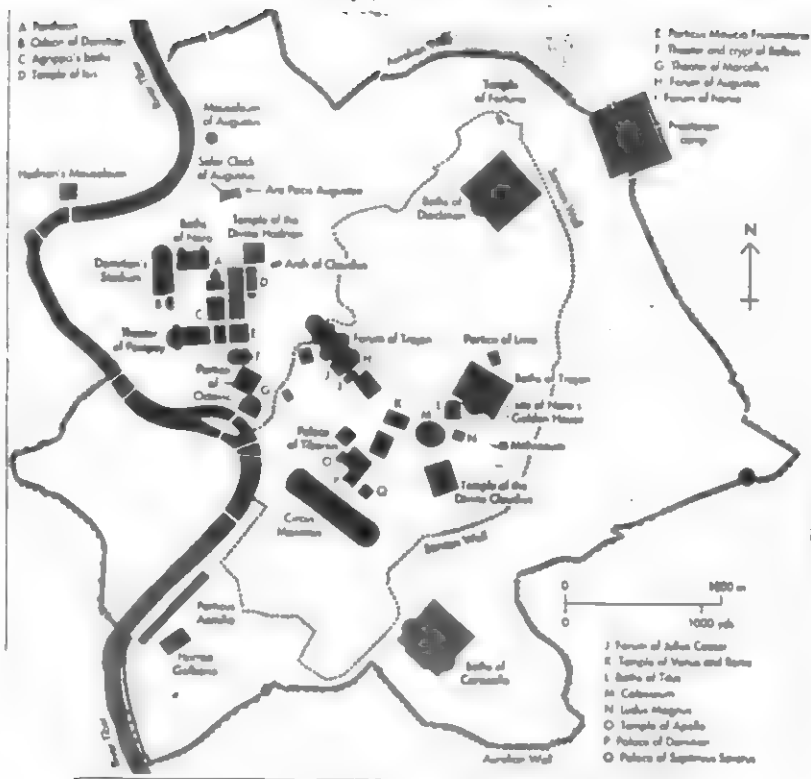 A Pantheon
B Odeon of Domitian
C Agrippa's baths
D Temple of Isis
River Tiber
Aurelian Wall
E Porticus Minucia Frumentaria
F Theater and crypt of Balbus
G Theater of Marcellus
H Forum of Augustus
I Forum of Nerva
Praetorian
camp
Temple
of Fortuna
Mausoleum
of Augustus
Solar Clock
of Augustus
Ara Pacis Augustae
Hadrian's Mausoleum
Baths of
Diocletian
Servian Wall
N
Baths
of Nero
Temple of the
Divine Hadrian
Domitian's
Stadium
A
Arch of Claudius
D
B
C
Theater
of Pompey
E
F
Forum of Trajan
H
Portico of Livia
Portico
of Octavia
G
J
I
Baths of Trajan
K
L
Site of Nero's
Golden House
M
N
Palace
of Tiberius
O
P
Q
Temple of the
Divine Claudius
Circus
Maximus
Servian Wall
0
1000 m
0
1000 yds
Porticus
Aemilia
Horrea
Galbana
Baths of
Caracalla
J Forum of Julius Caesar
K Temple of Venus and Roma
L Baths of Titus
M Colosseum
N Ludus Magnus
O Temple of Apollo
P Palace of Domitian
Q Palace of Septimius Severus
River Tiber
Aurelian Wall